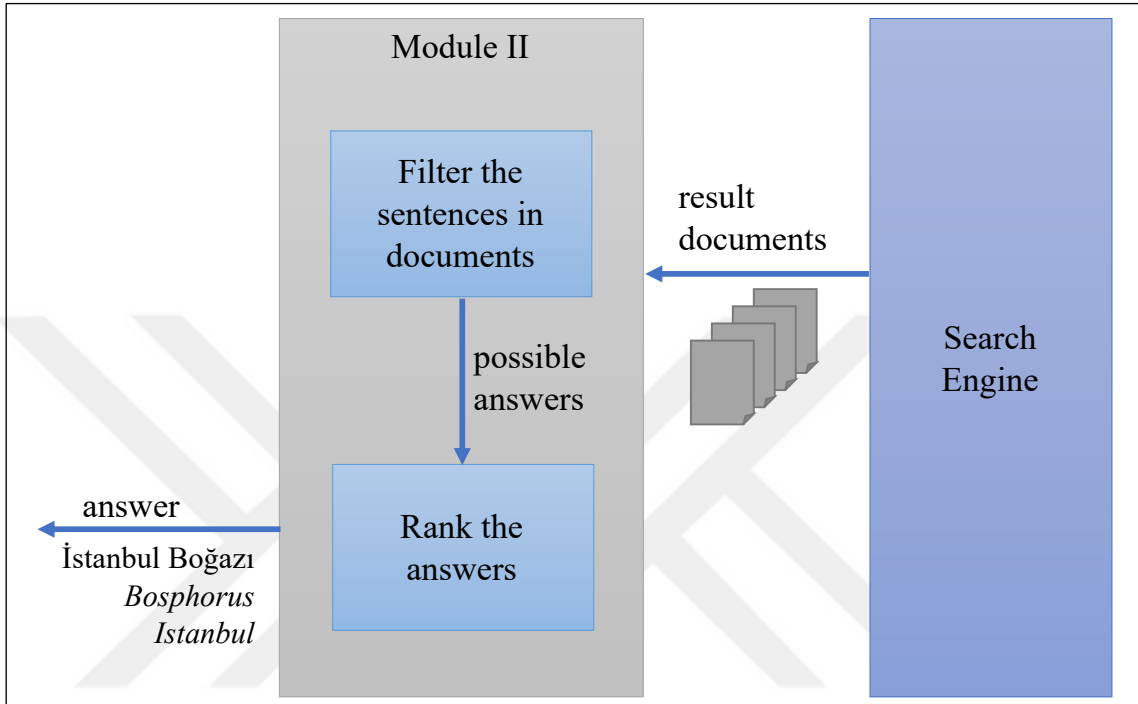 Module II
Filter the
sentences in
documents
result
documents
Search
Engine
possible
answers
Rank the
answers
answer
İstanbul Boğazı
Bosphorus
Istanbul